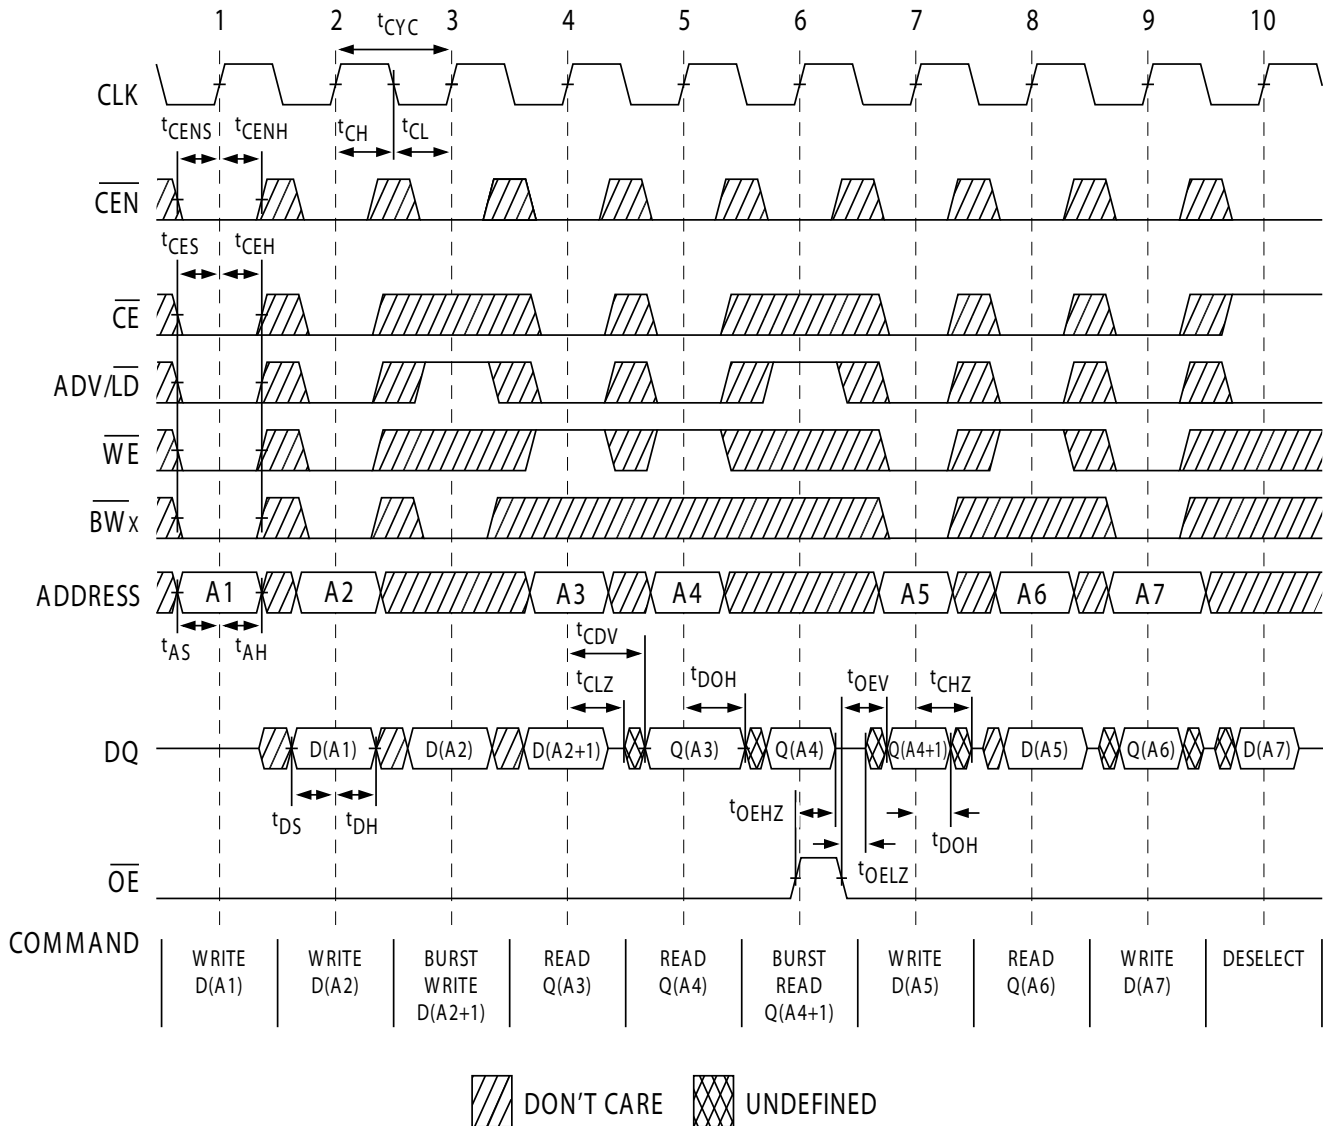 1 2 3 4 5 6 7 8 9 10
tCYC
CLK
tCENS tCENH tCH tCL
CEN
tCES tCEH
CE
ADV/LD
WE
BWx
ADDRESS A1 A2 A3 A4 A5 A6 A7
tAS tAH tCDV
tCLZ tDOH tOEV tCHZ
DQ D(A1) D(A2) D(A2+1) Q(A3) Q(A4) Q(A4+1) D(A5) Q(A6) D(A7)
tDS tDH tOEHZ tDOH
tOELZ
OE
COMMAND
WRITE WRITE BURST READ READ BURST WRITE READ WRITE DESELECT
D(A1) D(A2) WRITE Q(A3) Q(A4) READ D(A5) Q(A6) D(A7)
D(A2+1) Q(A4+1)
DON'T CARE UNDEFINED